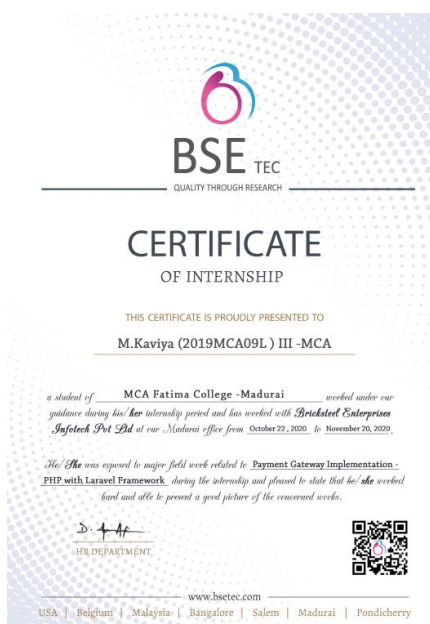 BSE TEC
QUALITY THROUGH RESEARCH
CERTIFICATE
OF INTERNSHIP
THIS CERTIFICATE IS PROUDLY PRESENTED TO
M.Kaviya (2019MCA09L ) III -MCA
a student of MCA Fatima College -Madurai worked under our
guidance during his/ her internship period and has worked with Bricksteel Enterprises
Infotech Pvt Ltd at our Madurai office from October 22 , 2020 to November 20, 2020 .
He/ She was exposed to major field work related to Payment Gateway Implementation -
PHP with Laravel Framework during the internship and pleased to state that he/ she worked
hard and able to present a good picture of the concerned works.
HR DEPARTMENT
www.bsetec.com
USA | Belgium | Malaysia | Bangalore | Salem | Madurai | Pondicherry